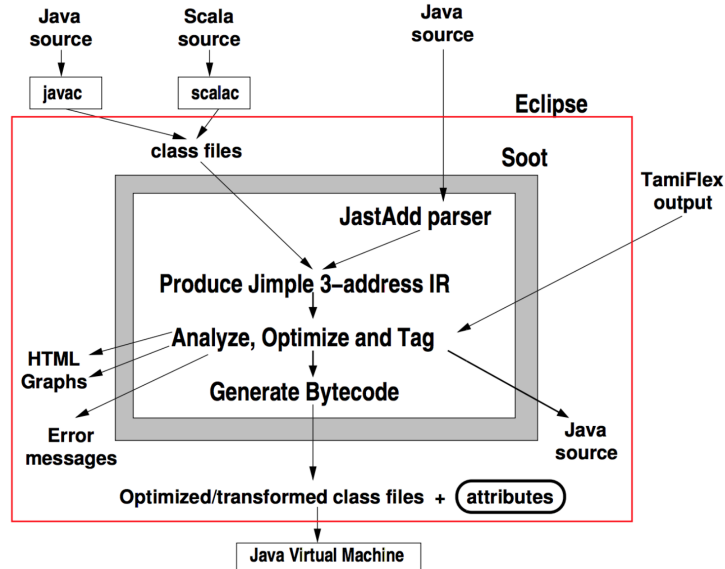 Java
source
Scala
source
Java
source
javac
scalac
Eclipse
class files
Soot
TamiFlex
output
JastAdd parser
Produce Jimple 3-address IR
Analyze, Optimize and Tag
HTML
Graphs
Generate Bytecode
Error
messages
Java
source
Optimized/transformed class files + attributes
Java Virtual Machine